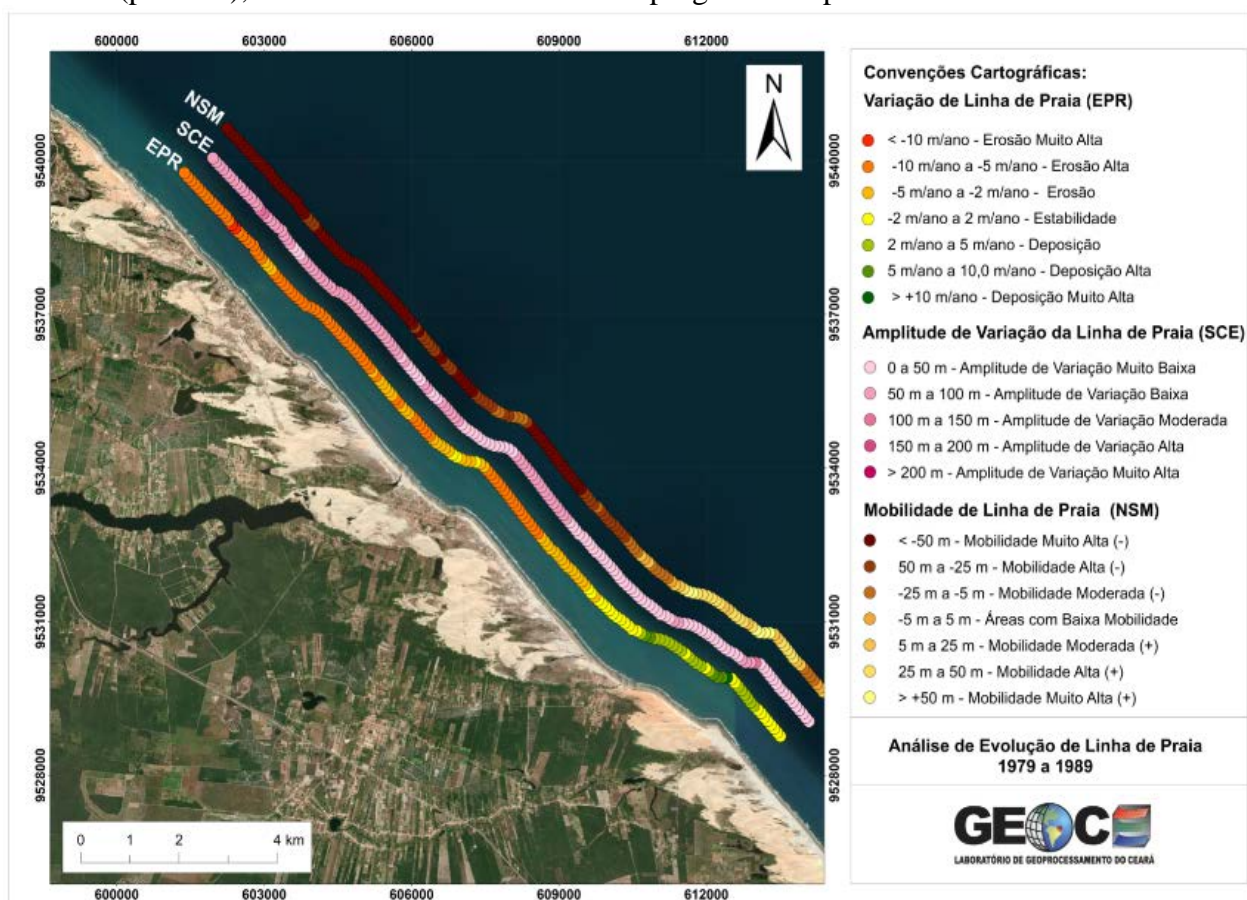 600000 603000 606000 609000 612000
NSM
SCE
EPR
N
9540000
9537000
9534000
9531000
9528000
9540000
9537000
9534000
9531000
9528000
0 1 2 4 km
600000 603000 606000 609000 612000
Convenções Cartográficas:
Variação de Linha de Praia (EPR)
< -10 m/ano - Erosão Muito Alta
-10 m/ano a -5 m/ano - Erosão Alta
-5 m/ano a -2 m/ano - Erosão
-2 m/ano a 2 m/ano - Estabilidade
2 m/ano a 5 m/ano - Deposição
5 m/ano a 10,0 m/ano - Deposição Alta
> +10 m/ano - Deposição Muito Alta
Amplitude de Variação da Linha de Praia (SCE)
0 a 50 m - Amplitude de Variação Muito Baixa
50 m a 100 m - Amplitude de Variação Baixa
100 m a 150 m - Amplitude de Variação Moderada
150 m a 200 m - Amplitude de Variação Alta
> 200 m - Amplitude de Variação Muito Alta
Mobilidade de Linha de Praia (NSM)
< -50 m - Mobilidade Muito Alta (-)
50 m a -25 m - Mobilidade Alta (-)
-25 m a -5 m - Mobilidade Moderada (-)
-5 m a 5 m - Áreas com Baixa Mobilidade
5 m a 25 m - Mobilidade Moderada (+)
25 m a 50 m - Mobilidade Alta (+)
> +50 m - Mobilidade Muito Alta (+)
Análise de Evolução de Linha de Praia
1979 a 1989
GEOCE
LABORATÓRIO DE GEOPROCESSAMENTO DO CEARÁ